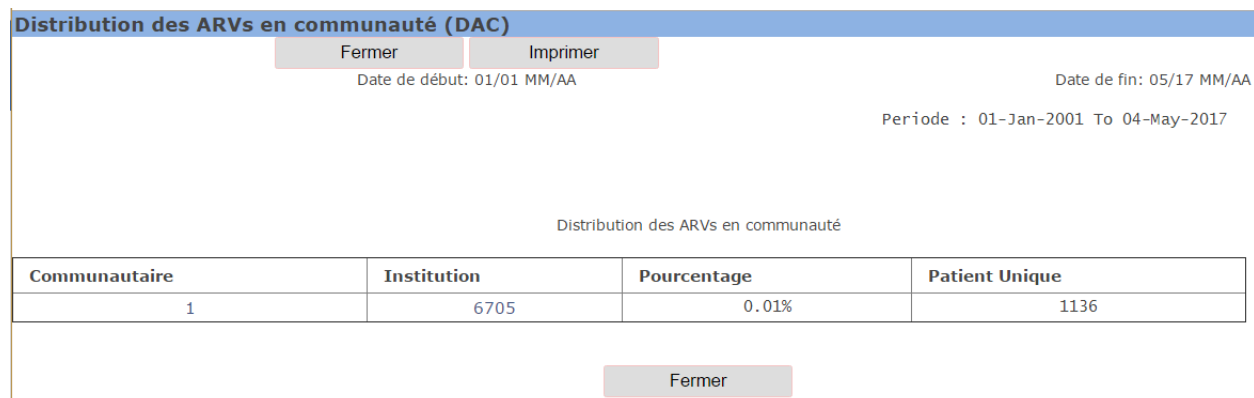 Distribution des ARVs en communauté (DAC)
Fermer Imprimer
Date de début: 01/01 MM/AA Date de fin: 05/17 MM/AA
Periode : 01-Jan-2001 To 04-May-2017
Distribution des ARVs en communauté
Communautaire Institution Pourcentage Patient Unique
1 6705 0.01% 1136
Fermer